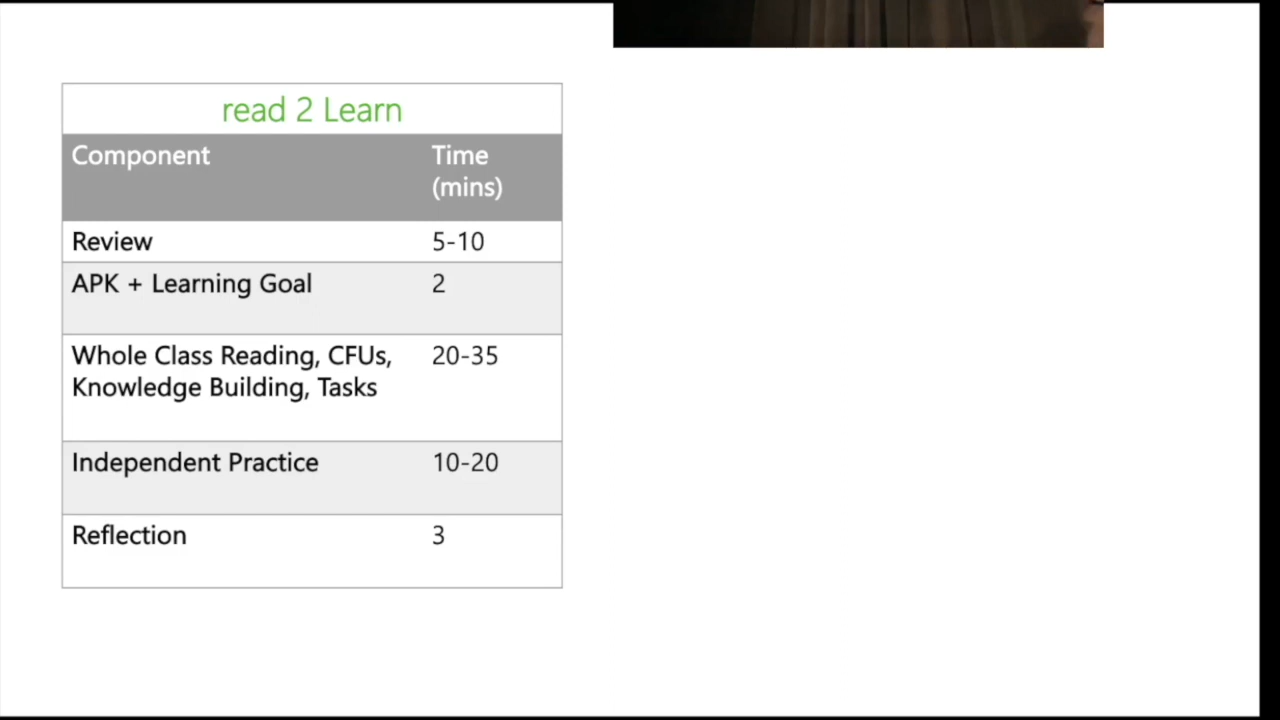 read 2 Learn
Component
Time
(mins)
Review
5-10
APK + Learning Goal
2
Whole Class Reading, CFUs,
Knowledge Building, Tasks
20-35
Independent Practice
10-20
Reflection
3